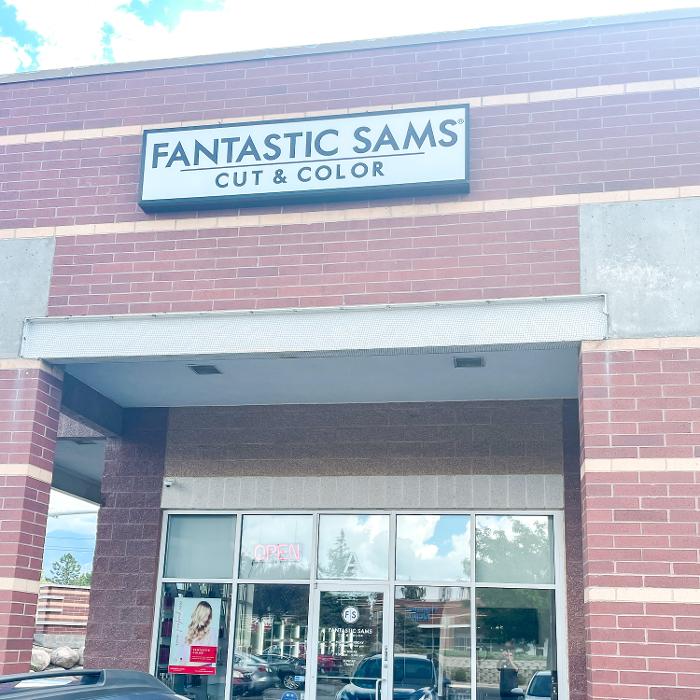 FANTASTIC SAMS®
CUT & COLOR
OPEN
F S
FANTASTIC SAMS